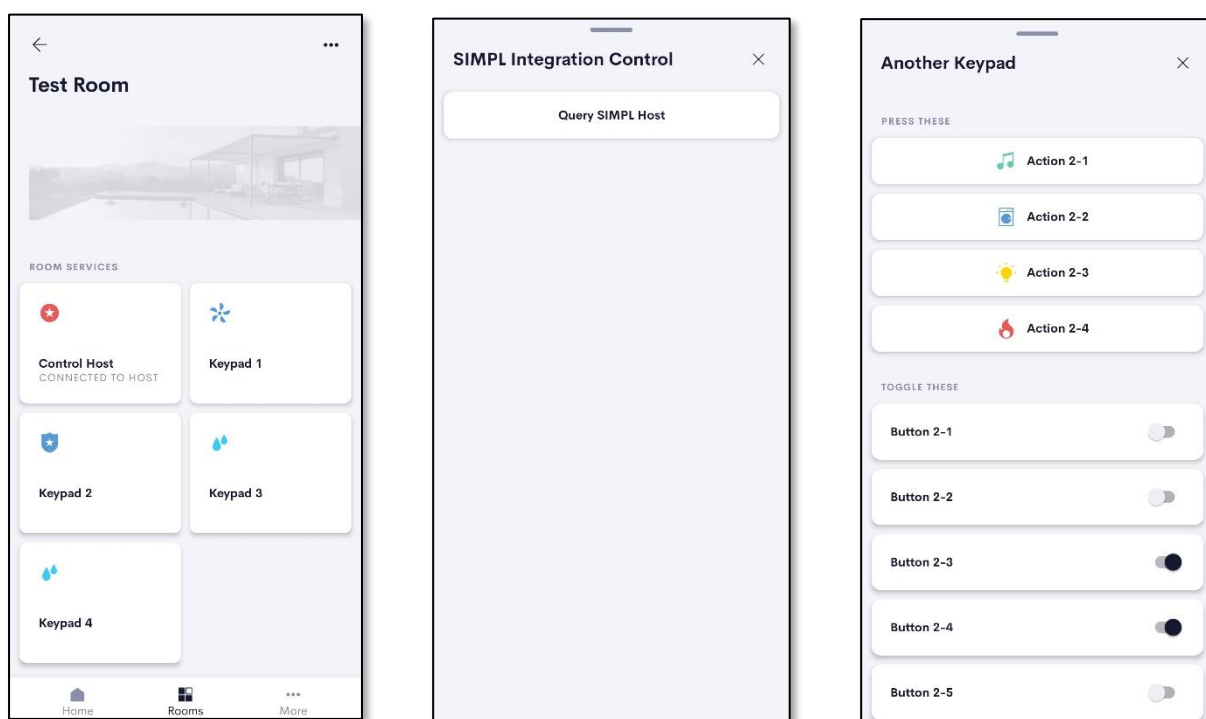 Test Room
ROOM SERVICES
Control Host
CONNECTED TO HOST
Keypad 1
Keypad 2
Keypad 3
Keypad 4
Home
Rooms
More
SIMPL Integration Control
Query SIMPL Host
Another Keypad
PRESS THESE
Action 2-1
Action 2-2
Action 2-3
Action 2-4
TOGGLE THESE
Button 2-1
Button 2-2
Button 2-3
Button 2-4
Button 2-5